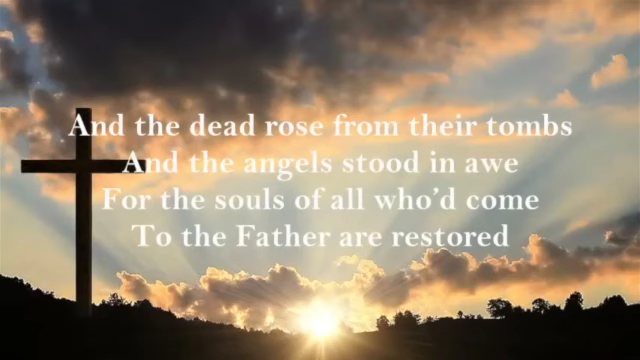 And the dead rose from their tombs
And the angels stood in awe
For the souls of all who'd come
To the Father are restored